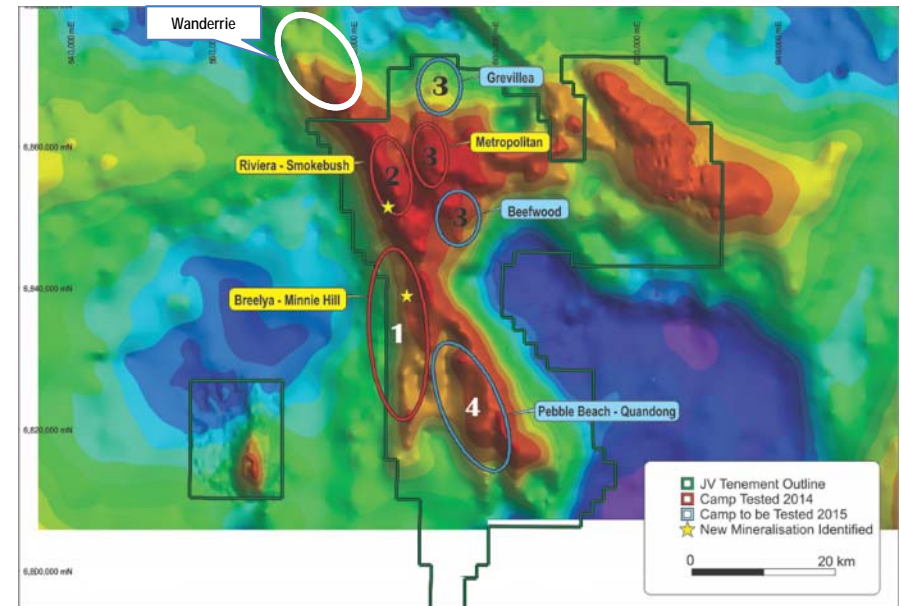 Wanderrie
Grevillea
3
6,860,000 mN
Metropolitan
3
Riviera - Smokebush
2
Beefwood
3
6,840,000 mN
Breelya - Minnie Hill
1
4
Pebble Beach - Quandong
6,820,000 mN
JV Tenement Outline
Camp Tested 2014
Camp to be Tested 2015
New Mineralisation Identified
0 20 km
6,800,000 mN